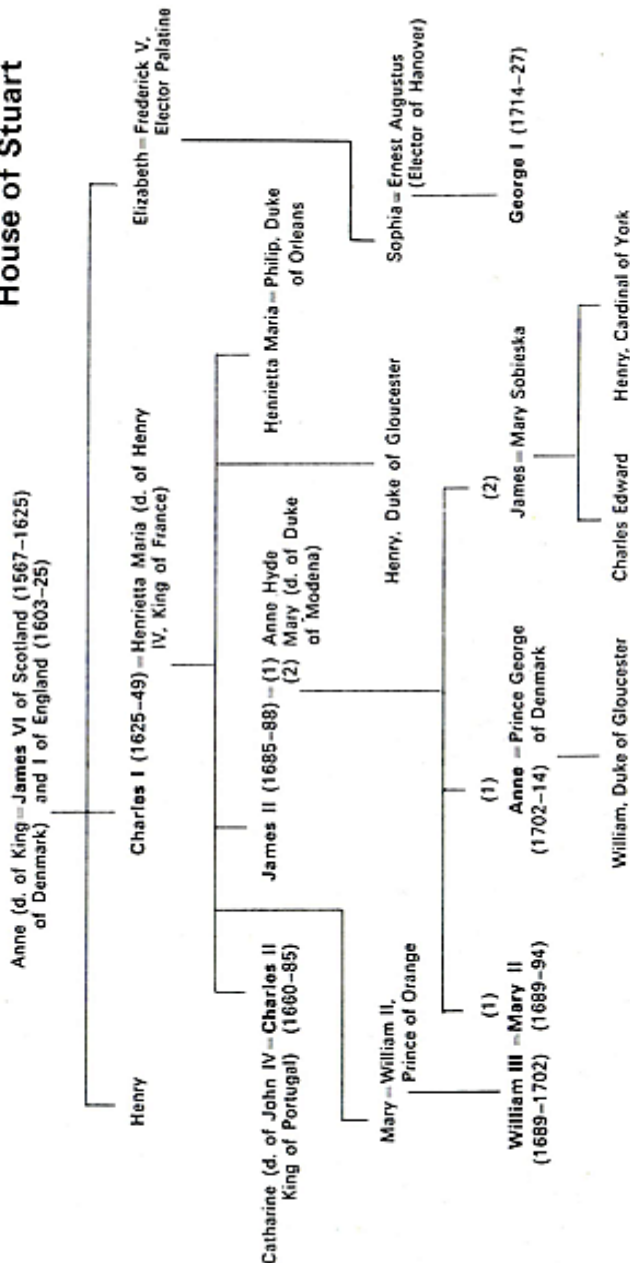 House of Stuart
Anne (d. of King = James VI of Scotland (1567–1625)
of Denmark) and I of England (1603–25)
Henry
Charles I (1625–49) = Henrietta Maria (d. of Henry
IV, King of France)
Elizabeth = Frederick V,
Elector Palatine
Catharine (d. of John IV = Charles II
King of Portugal) (1660–85)
James II (1685–88) = (1) Anne Hyde
(2) Mary (d. of Duke
of Modena)
Henrietta Maria = Philip, Duke
of Orleans
Mary = William II,
Prince of Orange
Henry, Duke of Gloucester
Sophia = Ernest Augustus
(Elector of Hanover)
(1)
(1)
(2)
William III = Mary II
(1689–1702) (1689–94)
Anne = Prince George
(1702–14) of Denmark
James = Mary Sobieska
George I (1714–27)
William, Duke of Gloucester
Charles Edward
Henry, Cardinal of York